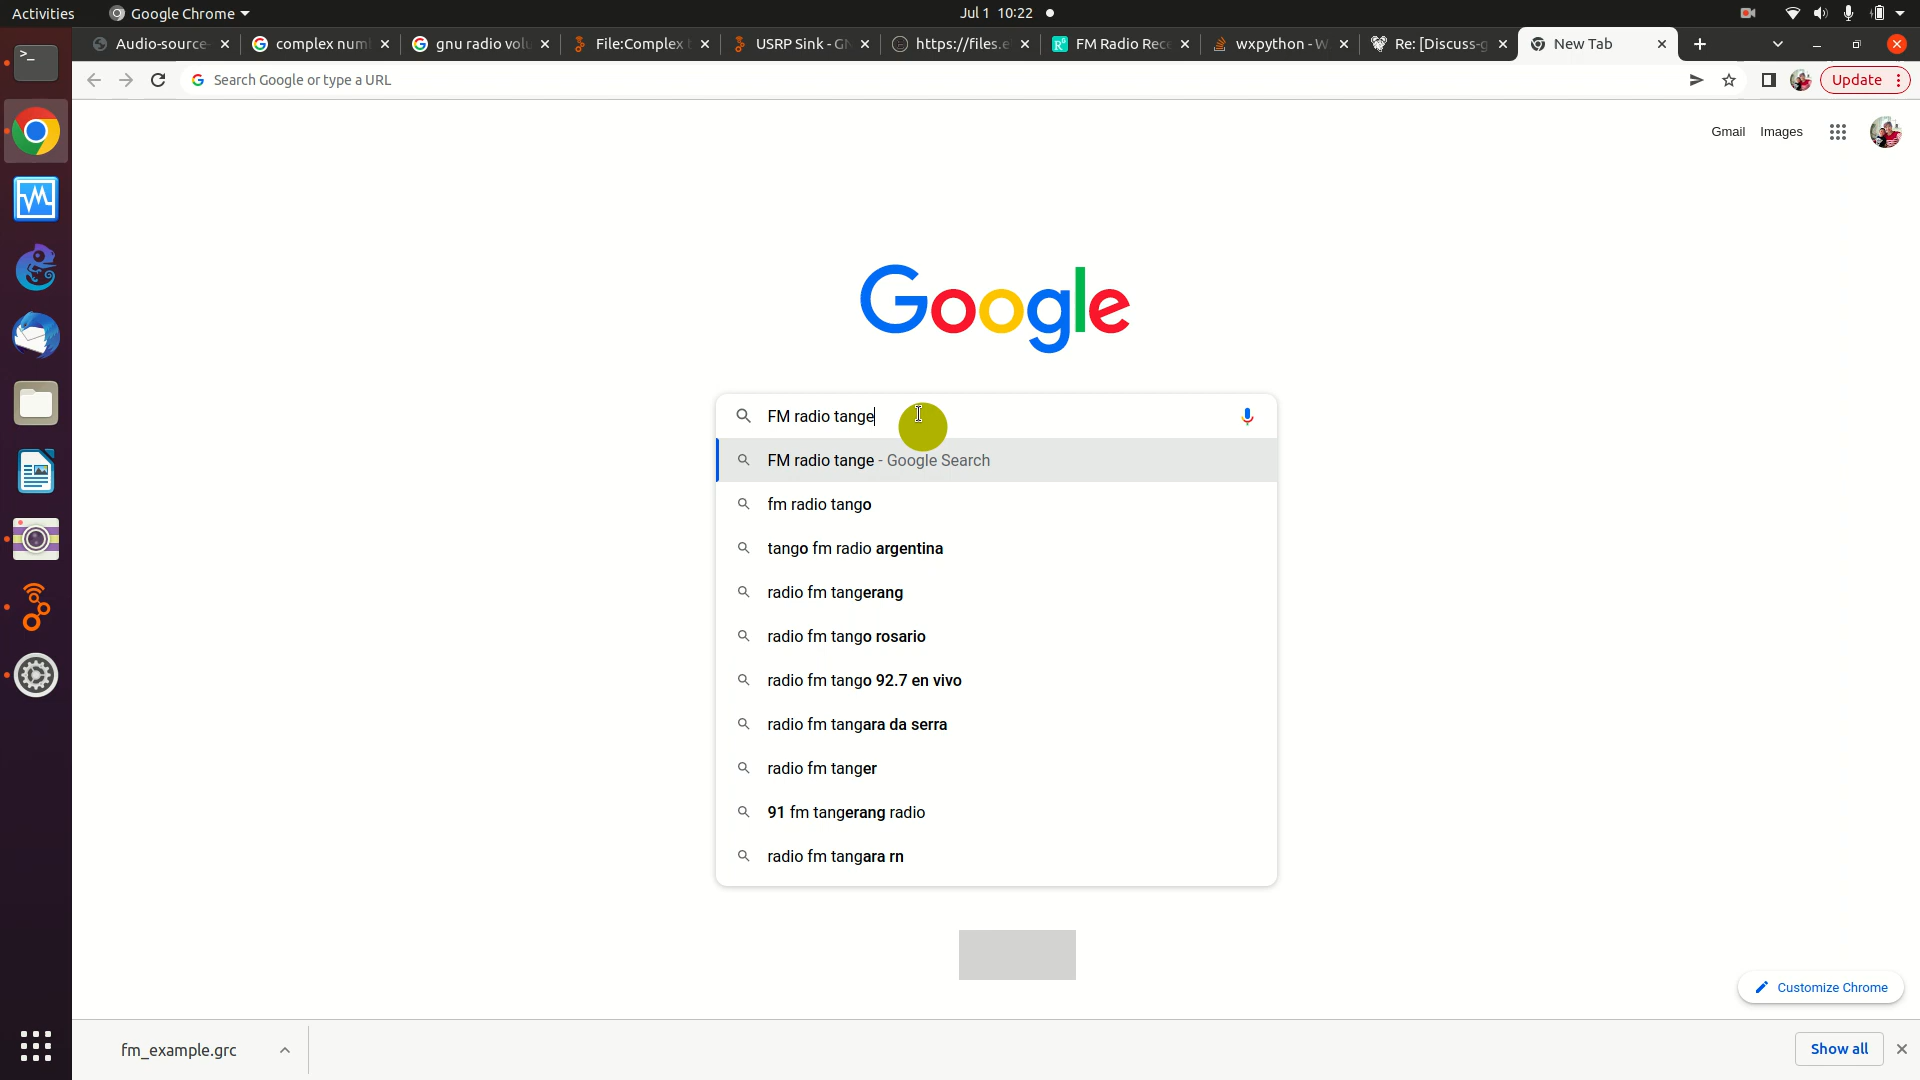 Activities
Google Chrome
Jul 1 10:22
Audio-source-
complex num
gnu radio volu
File:Complex t
USRP Sink - GN
https://files.e
FM Radio Rece
wxpython - W
Re: [Discuss-g
New Tab
Search Google or type a URL
Update
Gmail
Images
Google
FM radio tange
FM radio tange - Google Search
fm radio tango
tango fm radio argentina
radio fm tangerang
radio fm tango rosario
radio fm tango 92.7 en vivo
radio fm tangara da serra
radio fm tanger
91 fm tangerang radio
radio fm tangara rn
Customize Chrome
fm_example.grc
Show all